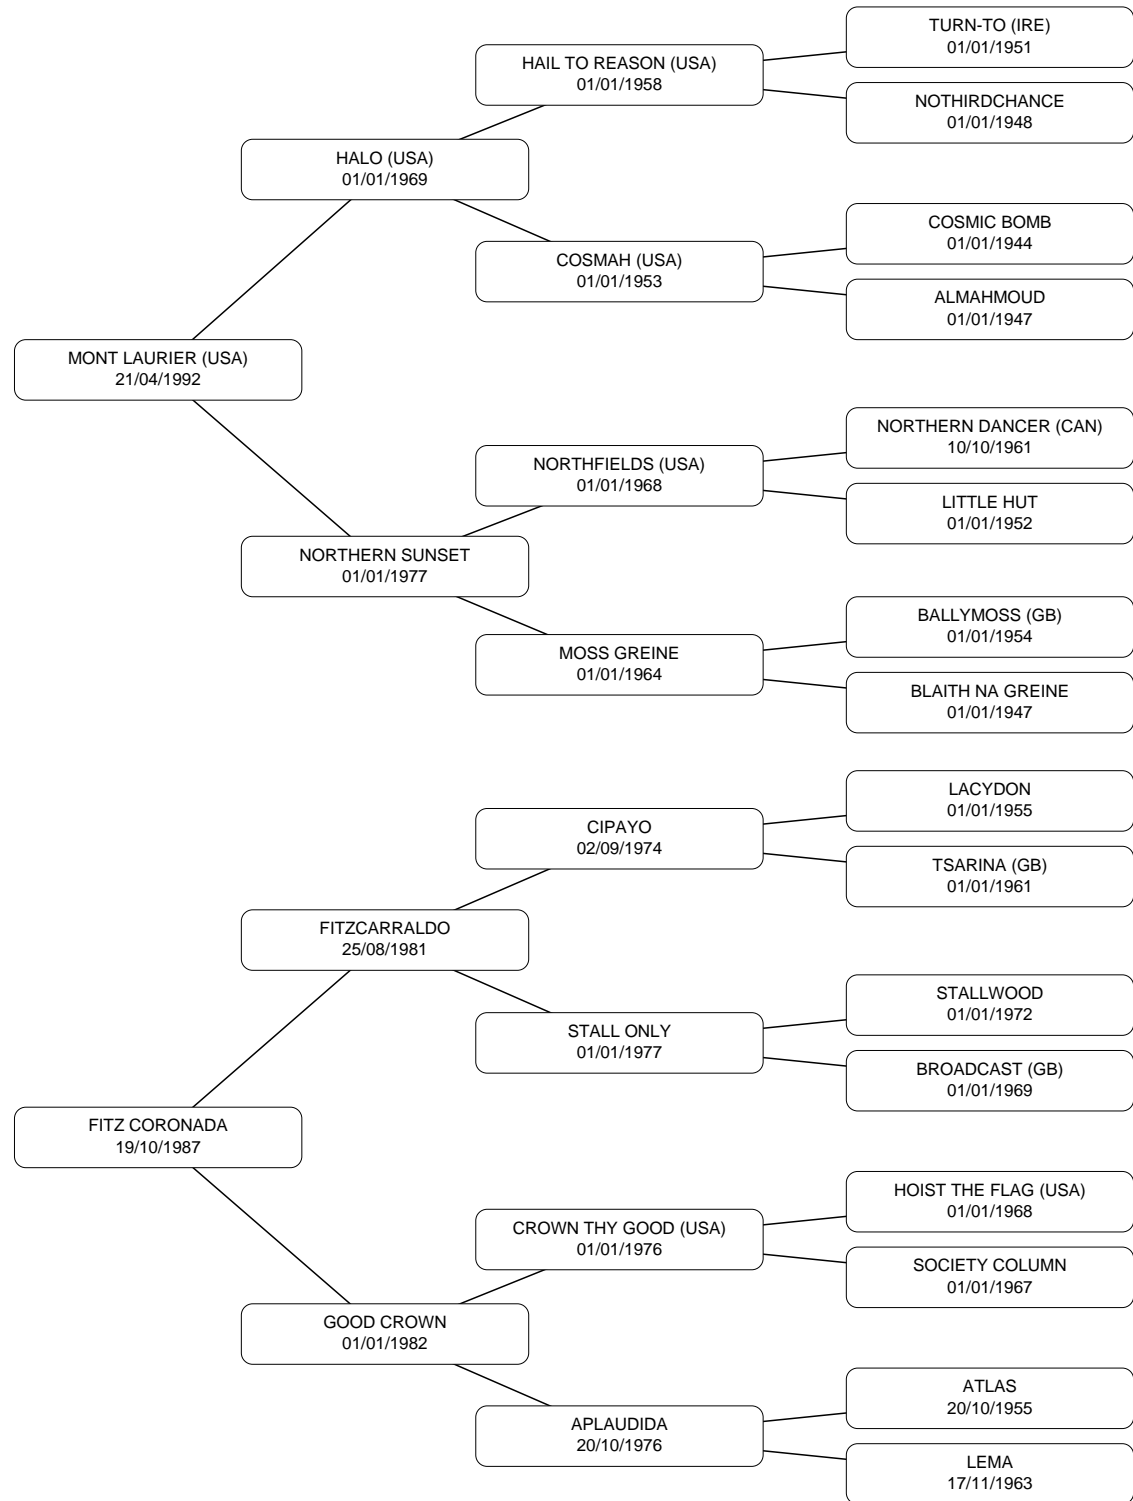 TURN-TO (IRE)
01/01/1951
HAIL TO REASON (USA)
01/01/1958
NOTHIRDCHANCE
01/01/1948
HALO (USA)
01/01/1969
COSMIC BOMB
01/01/1944
COSMAH (USA)
01/01/1953
ALMAHMOUD
01/01/1947
MONT LAURIER (USA)
21/04/1992
NORTHERN DANCER (CAN)
10/10/1961
NORTHFIELDS (USA)
01/01/1968
LITTLE HUT
01/01/1952
NORTHERN SUNSET
01/01/1977
BALLYMOSS (GB)
01/01/1954
MOSS GREINE
01/01/1964
BLAITH NA GREINE
01/01/1947
LACYDON
01/01/1955
CIPAYO
02/09/1974
TSARINA (GB)
01/01/1961
FITZCARRALDO
25/08/1981
STALLWOOD
01/01/1972
STALL ONLY
01/01/1977
BROADCAST (GB)
01/01/1969
FITZ CORONADA
19/10/1987
HOIST THE FLAG (USA)
01/01/1968
CROWN THY GOOD (USA)
01/01/1976
SOCIETY COLUMN
01/01/1967
GOOD CROWN
01/01/1982
ATLAS
20/10/1955
APLAUDIDA
20/10/1976
LEMA
17/11/1963